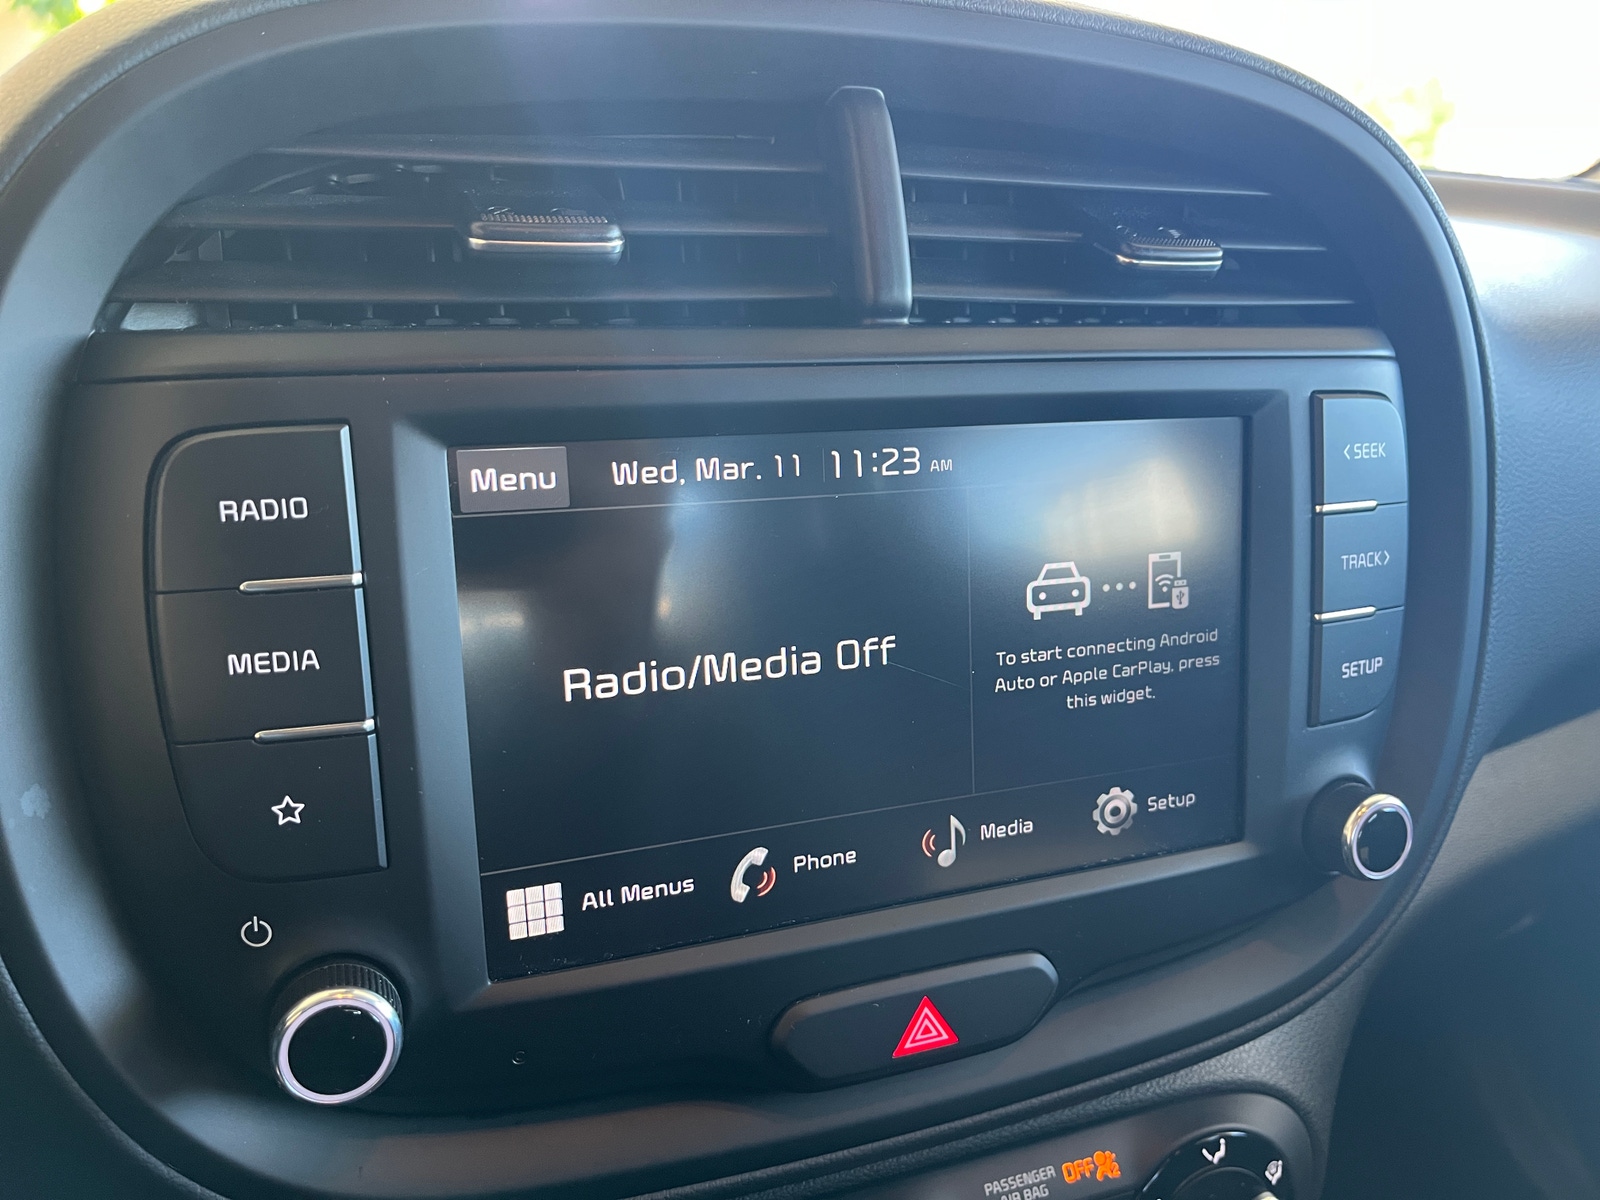 RADIO
MEDIA
Menu
Wed, Mar. 11
11:23 AM
Radio/Media Off
To start connecting Android
Auto or Apple CarPlay, press
this widget.
All Menus
Phone
Media
Setup
< SEEK
TRACK >
SETUP
PASSENGER
AIR BAG
OFF
2